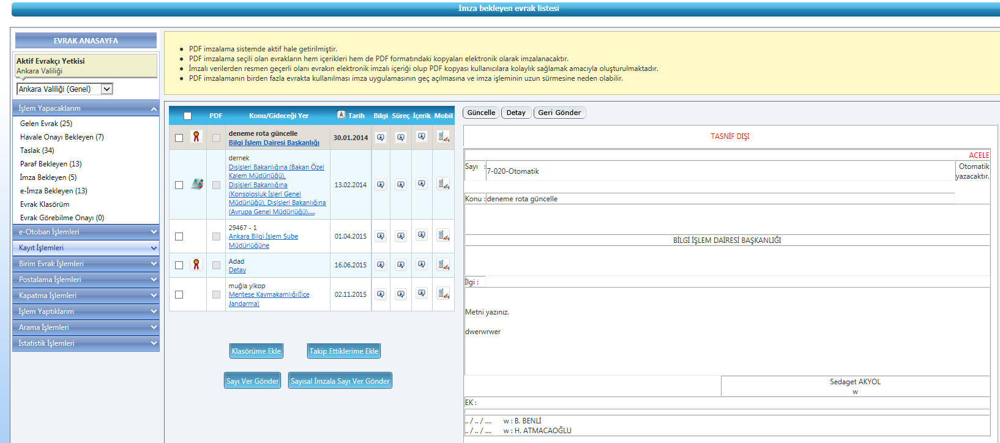 İmza bekleyen evrak listesi
EVRAK ANASAYFA
Aktif Evrakçı Yetkisi
Ankara Valiliği
Ankara Valiliği (Genel)
İşlem Yapacaklarım
Gelen Evrak (25)
Havale Onayı Bekleyen (7)
Taslak (34)
Paraf Bekleyen (13)
İmza Bekleyen (5)
e-İmza Bekleyen (13)
Evrak Klasörüm
Evrak Görebilme Onayı (0)
e-Otoban İşlemleri
Kayıt İşlemleri
Birim Evrak İşlemleri
Postalama İşlemleri
Kapatma İşlemleri
İşlem Yaptıklarım
Arama İşlemleri
İstatistik İşlemleri
• PDF imzalama sistemde aktif hale getirilmiştir.
• PDF imzalama seçili olan evrakların hem içerikleri hem de PDF formatındaki kopyaları elektronik olarak imzalanacaktır.
• İmzalı verilerden resmen geçerli olanı evrakın elektronik imzalı içeriği olup PDF kopyası kullanıcılara kolaylık sağlamak amacıyla oluşturulmaktadır.
• PDF imzalamanın birden fazla evrakta kullanılması imza uygulamasının geç açılmasına ve imza işleminin uzun sürmesine neden olabilir.
PDF Konu/Gideceği Yer Tarih Bilgi Süreç İçerik Mobil
deneme rota güncelle
Bilgi İşlem Dairesi Başkanlığı
30.01.2014
dernek
Dışişleri Bakanlığına (Bakan Özel
Kalem Müdürlüğü),
Dışişleri Bakanlığına
(Konsolosluk İşleri Genel
Müdürlüğü), Dışişleri Bakanlığına
(Avrupa Genel Müdürlüğü).....
13.02.2014
29467 - 1
Ankara Bilgi İşlem Şube
Müdürlüğüne
01.04.2015
Adad
Detay
16.06.2015
muğla yikop
Menteşe Kaymakamlığı(İlçe
Jandarma)
02.11.2015
Klasörüme Ekle
Takip Ettiklerime Ekle
Sayı Ver Gönder
Sayısal İmzala Sayı Ver Gönder
Güncelle Detay Geri Gönder
TASNİF DIŞI
ACELE
Sayı : 7-020-Otomatik
Otomatik
yazacaktır.
Konu : deneme rota güncelle
BİLGİ İŞLEM DAİRESİ BAŞKANLIĞI
İlgi :
Metni yazınız.
dwerwrwer
Sedaget AKYOL
w
EK :
.. / .. / .... w : B. BENLİ
.. / .. / .... w : H. ATMACAOĞLU